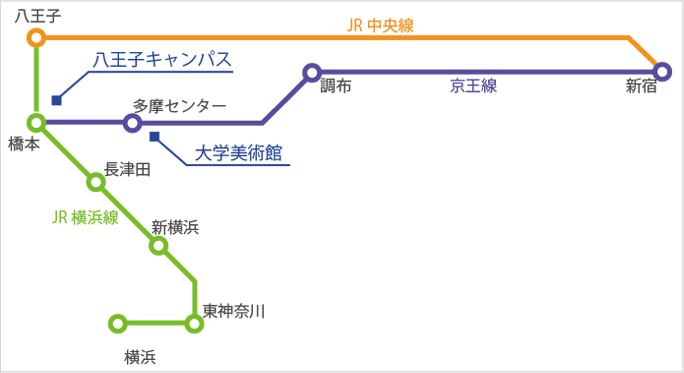 八王子
JR 中央線
八王子キャンパス
調布
京王線
新宿
多摩センター
橋本
大学美術館
長津田
JR 横浜線
新横浜
東神奈川
横浜